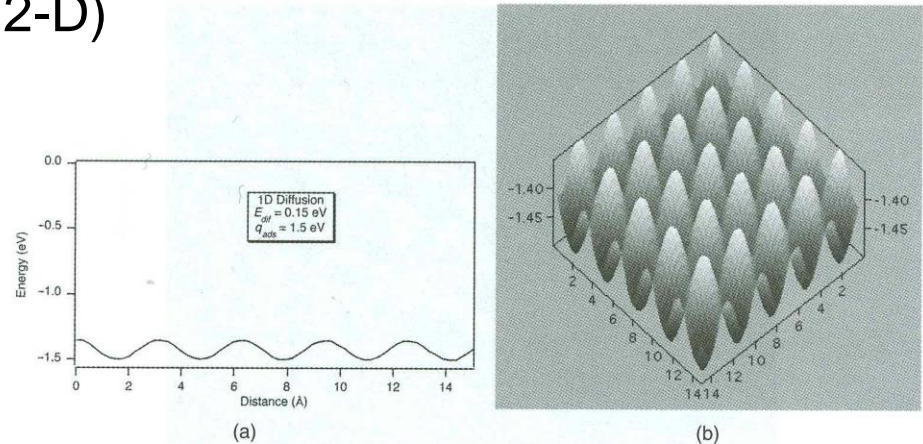 2-D)
0.0
-0.5
-1.0
-1.5
Energy (eV)
1D Diffusion
E_dif = 0.15 eV
q_ads = 1.5 eV
0 2 4 6 8 10 12 14
Distance (Å)
(a)
-1.40
-1.45
-1.40
-1.45
2 4 6 8 10 12 14
14 12 10 8 6 4 2
(b)